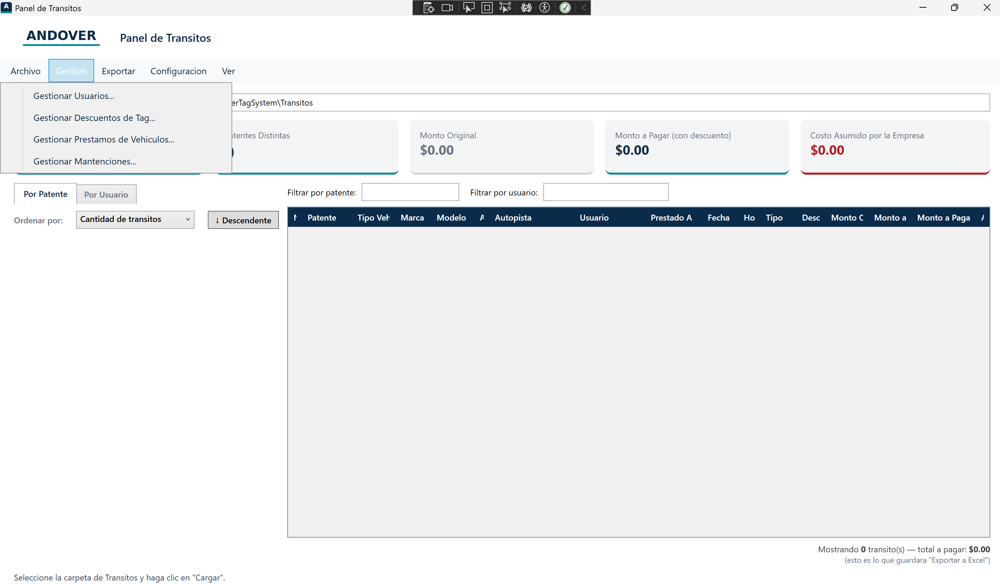 A Panel de Transitos
ANDOVER
Panel de Transitos
Archivo Gestion Exportar Configuracion Ver
Gestionar Usuarios...
Gestionar Descuentos de Tag...
Gestionar Prestamos de Vehiculos...
Gestionar Mantenciones...
erTagSystem\Transitos
tentes Distintas
Monto Original
$0.00
Monto a Pagar (con descuento)
$0.00
Costo Asumido por la Empresa
$0.00
Por Patente Por Usuario
Filtrar por patente: Filtrar por usuario:
Ordenar por: Cantidad de transitos ↓ Descendente
Patente Tipo Veh Marca Modelo A Autopista Usuario Prestado A Fecha Ho Tipo Desc Monto Monto a Monto a Paga
Mostrando 0 transito(s) — total a pagar: $0.00
(esto es lo que guardara "Exportar a Excel")
Seleccione la carpeta de Transitos y haga clic en "Cargar".